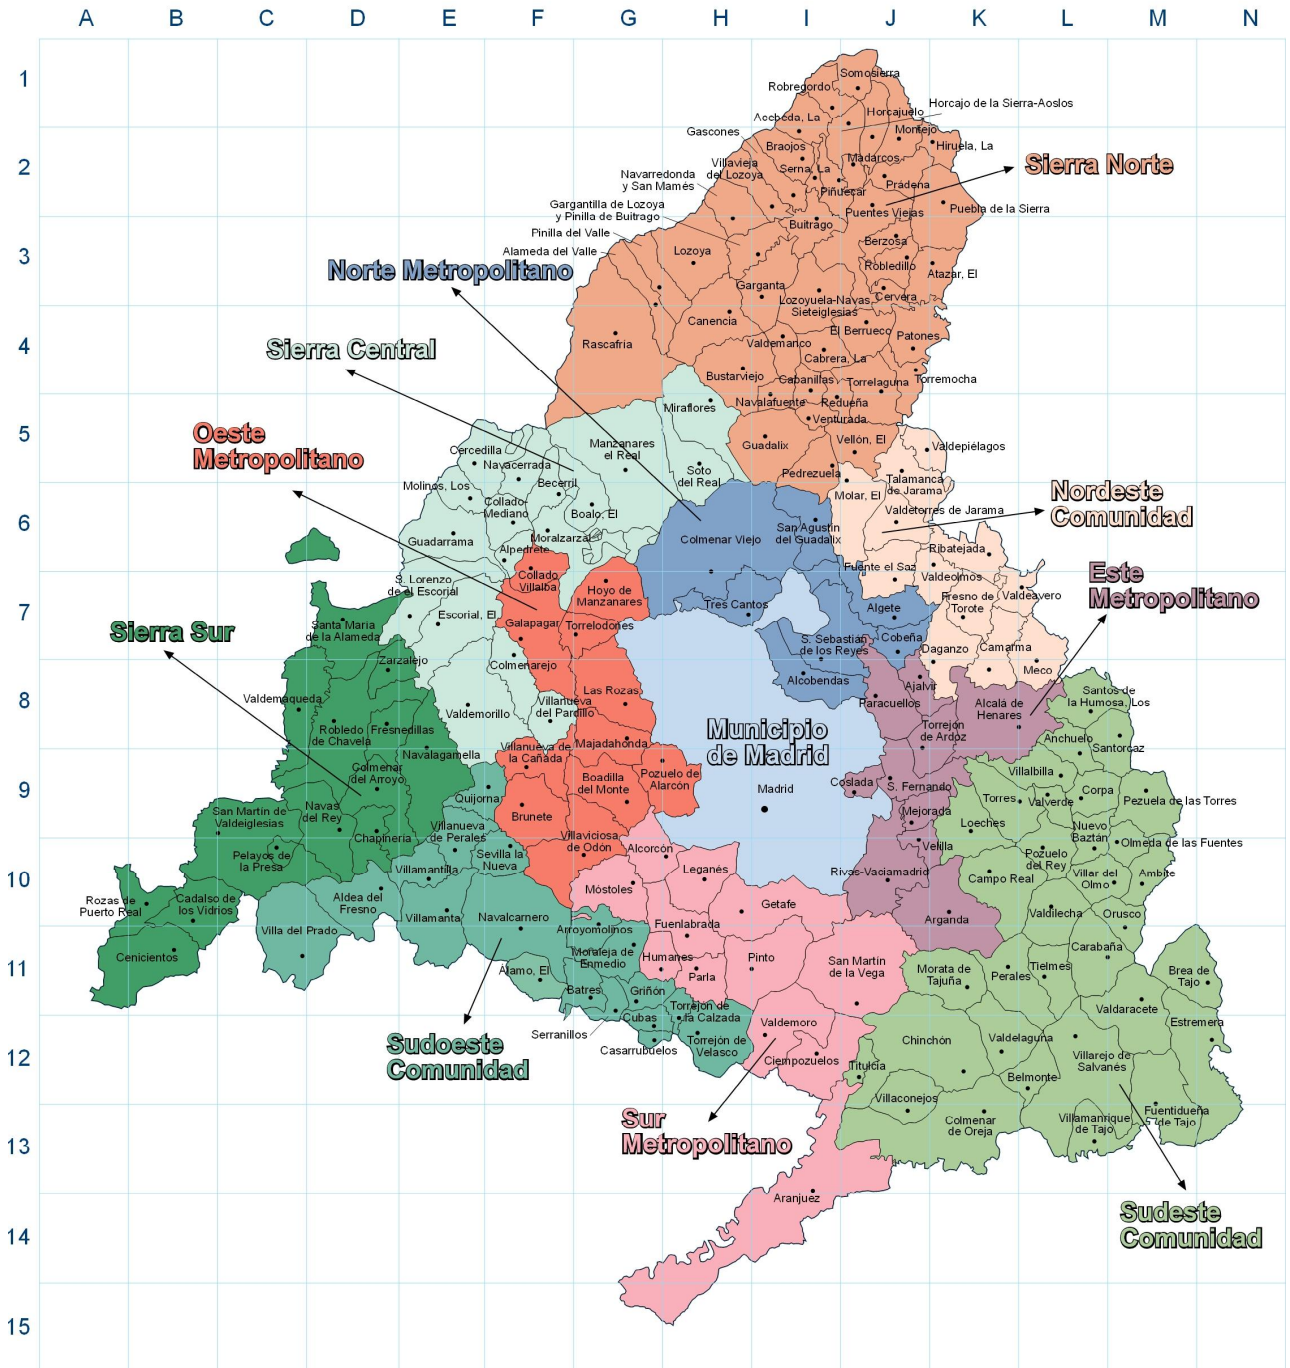 A B C D E F G H I J K L M N
1
Somosierra
Robregordo
Horcajo de la Sierra-Aoslos
Horcajuelo
Acebeda, La
Montejo
Gascones
Hiruela, La
Braojos
2
Madarcos
Villavieja
del Lozoya
Serna, La
Sierra Norte
Navarredonda
y San Mamés
Prádena
Piñuécar
Gargantilla de Lozoya
y Pinilla de Buitrago
Puentes Viejas
Puebla de la Sierra
Buitrago
Pinilla del Valle
Berzosa
Alameda del Valle
Lozoya
3
Robledillo
Atazar, El
Norte Metropolitano
Garganta
Cervera
Lozoyuela-Navas
Sieteiglesias
Canencia
El Berrueco
Patones
4
Rascafría
Valdemanco
Sierra Central
Cabrera, La
Bustarviejo
Cabanillas
Torrelaguna
Torremocha
Miraflores
Navalafuente
Redueña
Venturada
5
Oeste
Metropolitano
Manzanares
el Real
Guadalix
Vellón, El
Valdepiélagos
Cercedilla
Navacerrada
Soto
del Real
Pedrezuela
Talamanca
de Jarama
Molinos, Los
Becerril
Molar, El
Nordeste
Comunidad
Collado-
Mediano
Boalo, El
Valdetorres de Jarama
6
San Agustín
del Guadalix
Guadarrama
Moralzarzal
Colmenar Viejo
Alpedrete
Ribatejada
Fuente el Saz
Este
Metropolitano
Collado
Villalba
S. Lorenzo
de el Escorial
Valdeolmos
Hoyo de
Manzanares
Fresno de
Torote
Valdeavero
7
Tres Cantos
Algete
Escorial, El
Galapagar
Torrelodones
Santa María
de la Alameda
Sierra Sur
S. Sebastián
de los Reyes
Cobeña
Daganzo
Camarma
Zarzalejo
Colmenarejo
Meco
Alcobendas
Ajalvir
8
Valdemaqueda
Las Rozas
Paracuellos
Santos de
la Humosa, Los
Villanueva
del Pardillo
Alcalá de
Henares
Valdemorillo
Robledo
de Chavela
Fresnedillas
Municipio
de Madrid
Torrejón
de Ardoz
Anchuelo
Majadahonda
Santorcaz
Navalagamella
Villanueva de
la Cañada
Colmenar
del Arroyo
Pozuelo de
Alarcón
Villalbilla
Boadilla
del Monte
Coslada
S. Fernando
9
Madrid
Corpa
Quijorna
Torres
Valverde
Pezuela de las Torres
Navas
del Rey
San Martín de
Valdeiglesias
Brunete
Mejorada
Loeches
Villanueva
de Perales
Nuevo
Baztán
Chapinería
Villaviciosa
de Odón
Olmeda de las Fuentes
Velilla
Alcorcón
Pelayos de
la Presa
Sevilla la
Nueva
Pozuelo
del Rey
Villamantilla
Leganés
Rivas-Vaciamadrid
Campo Real
Villar del
Olmo
Ambite
10
Móstoles
Rozas de
Puerto Real
Cadalso de
los Vidrios
Aldea del
Fresno
Getafe
Villamanta
Navalcarnero
Arganda
Valdilecha
Orusco
Fuenlabrada
Villa del Prado
Arroyomolinos
Carabaña
Cenicientos
Moraleja de
Enmedio
Humanes
Pinto
San Martín
de la Vega
11
Álamo, El
Parla
Morata de
Tajuña
Perales
Tielmes
Brea de
Tajo
Batres
Griñón
Torrejón de
la Calzada
Valdaracete
Serranillos
Cubas
Valdemoro
Estremera
Sudoeste
Comunidad
Casarrubuelos
Torrejón de
Velasco
Chinchón
Valdelaguna
12
Ciempozuelos
Titulcia
Villarejo de
Salvanés
Belmonte
Villaconejos
Sur
Metropolitano
Colmenar
de Oreja
Villamanrique
de Tajo
Fuentidueña
de Tajo
13
Aranjuez
Sudeste
Comunidad
14
15